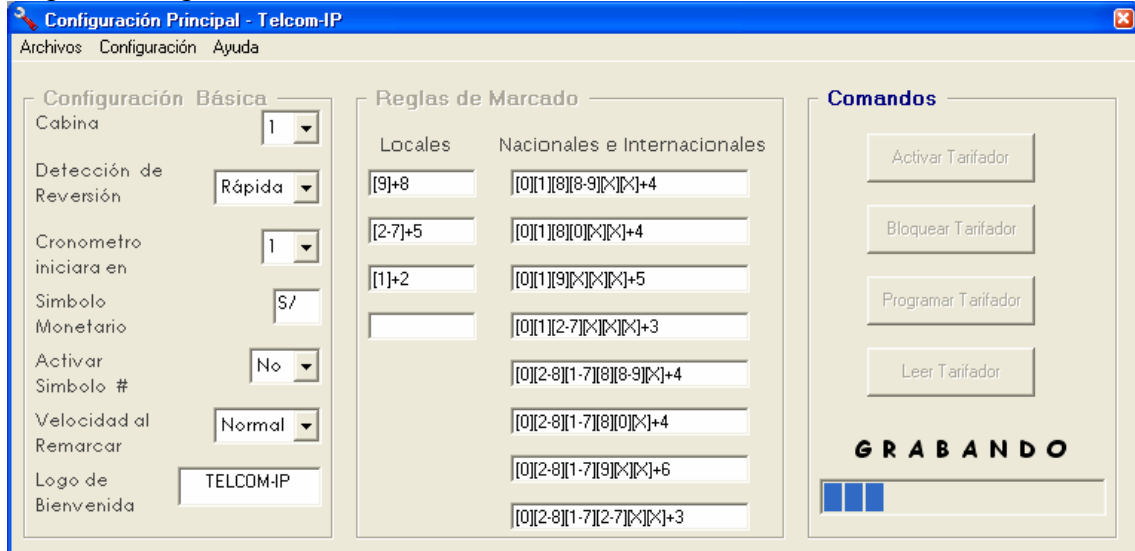 Configuración Principal - Telcom-IP
Archivos Configuración Ayuda
Configuración Básica
Cabina
1
Detección de
Reversión
Rápida
Cronometro
iniciara en
1
Simbolo
Monetario
S/
Activar
Simbolo #
No
Velocidad al
Remarcar
Normal
Logo de
Bienvenida
TELCOM-IP
Reglas de Marcado
Locales
[9]+8
[2-7]+5
[1]+2
Nacionales e Internacionales
[0][1][8][8-9][X][X]+4
[0][1][8][0][X][X]+4
[0][1][9][X][X][X]+5
[0][1][2-7][X][X][X]+3
[0][2-8][1-7][8][8-9][X]+4
[0][2-8][1-7][8][0][X]+4
[0][2-8][1-7][9][X][X]+6
[0][2-8][1-7][2-7][X][X]+3
Comandos
Activar Tarifador
Bloquear Tarifador
Programar Tarifador
Leer Tarifador
GRABANDO